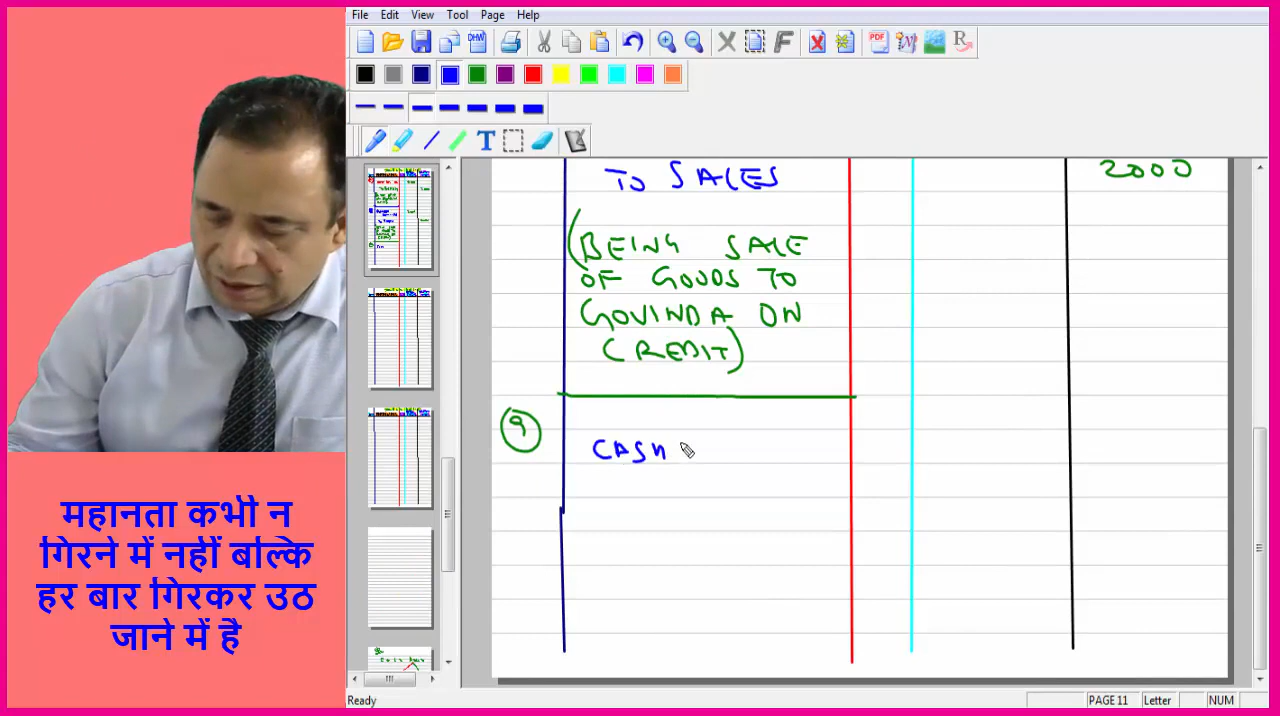 File Edit View Tool Page Help
TO SALES
2000
(BEING SALE
OF GOODS TO
GOVINDA ON
CREDIT)
9
CASH
महानता कभी न
गिरने में नहीं बल्कि
हर बार गिरकर उठ
जाने में है
Ready
PAGE 11 Letter NUM